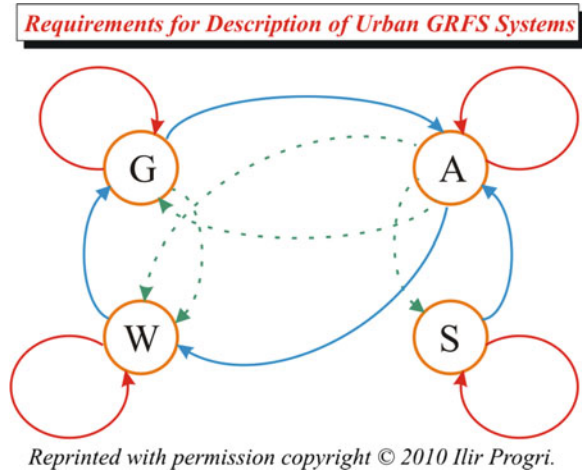 Requirements for Description of Urban GRFS Systems
G
A
W
S
Reprinted with permission copyright © 2010 Ilir Progri.